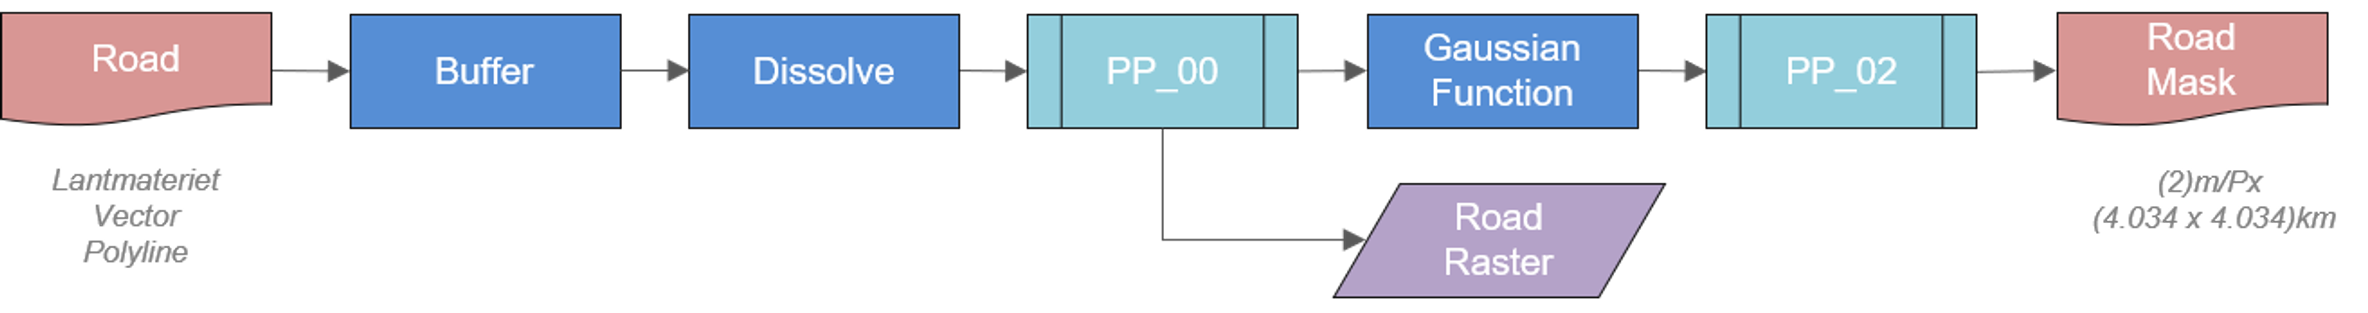 Road
Buffer
Dissolve
PP_00
Gaussian
Function
PP_02
Road
Mask
Lantmateriet
Vector
Polyline
Road
Raster
(2)m/Px
(4.034 x 4.034)km